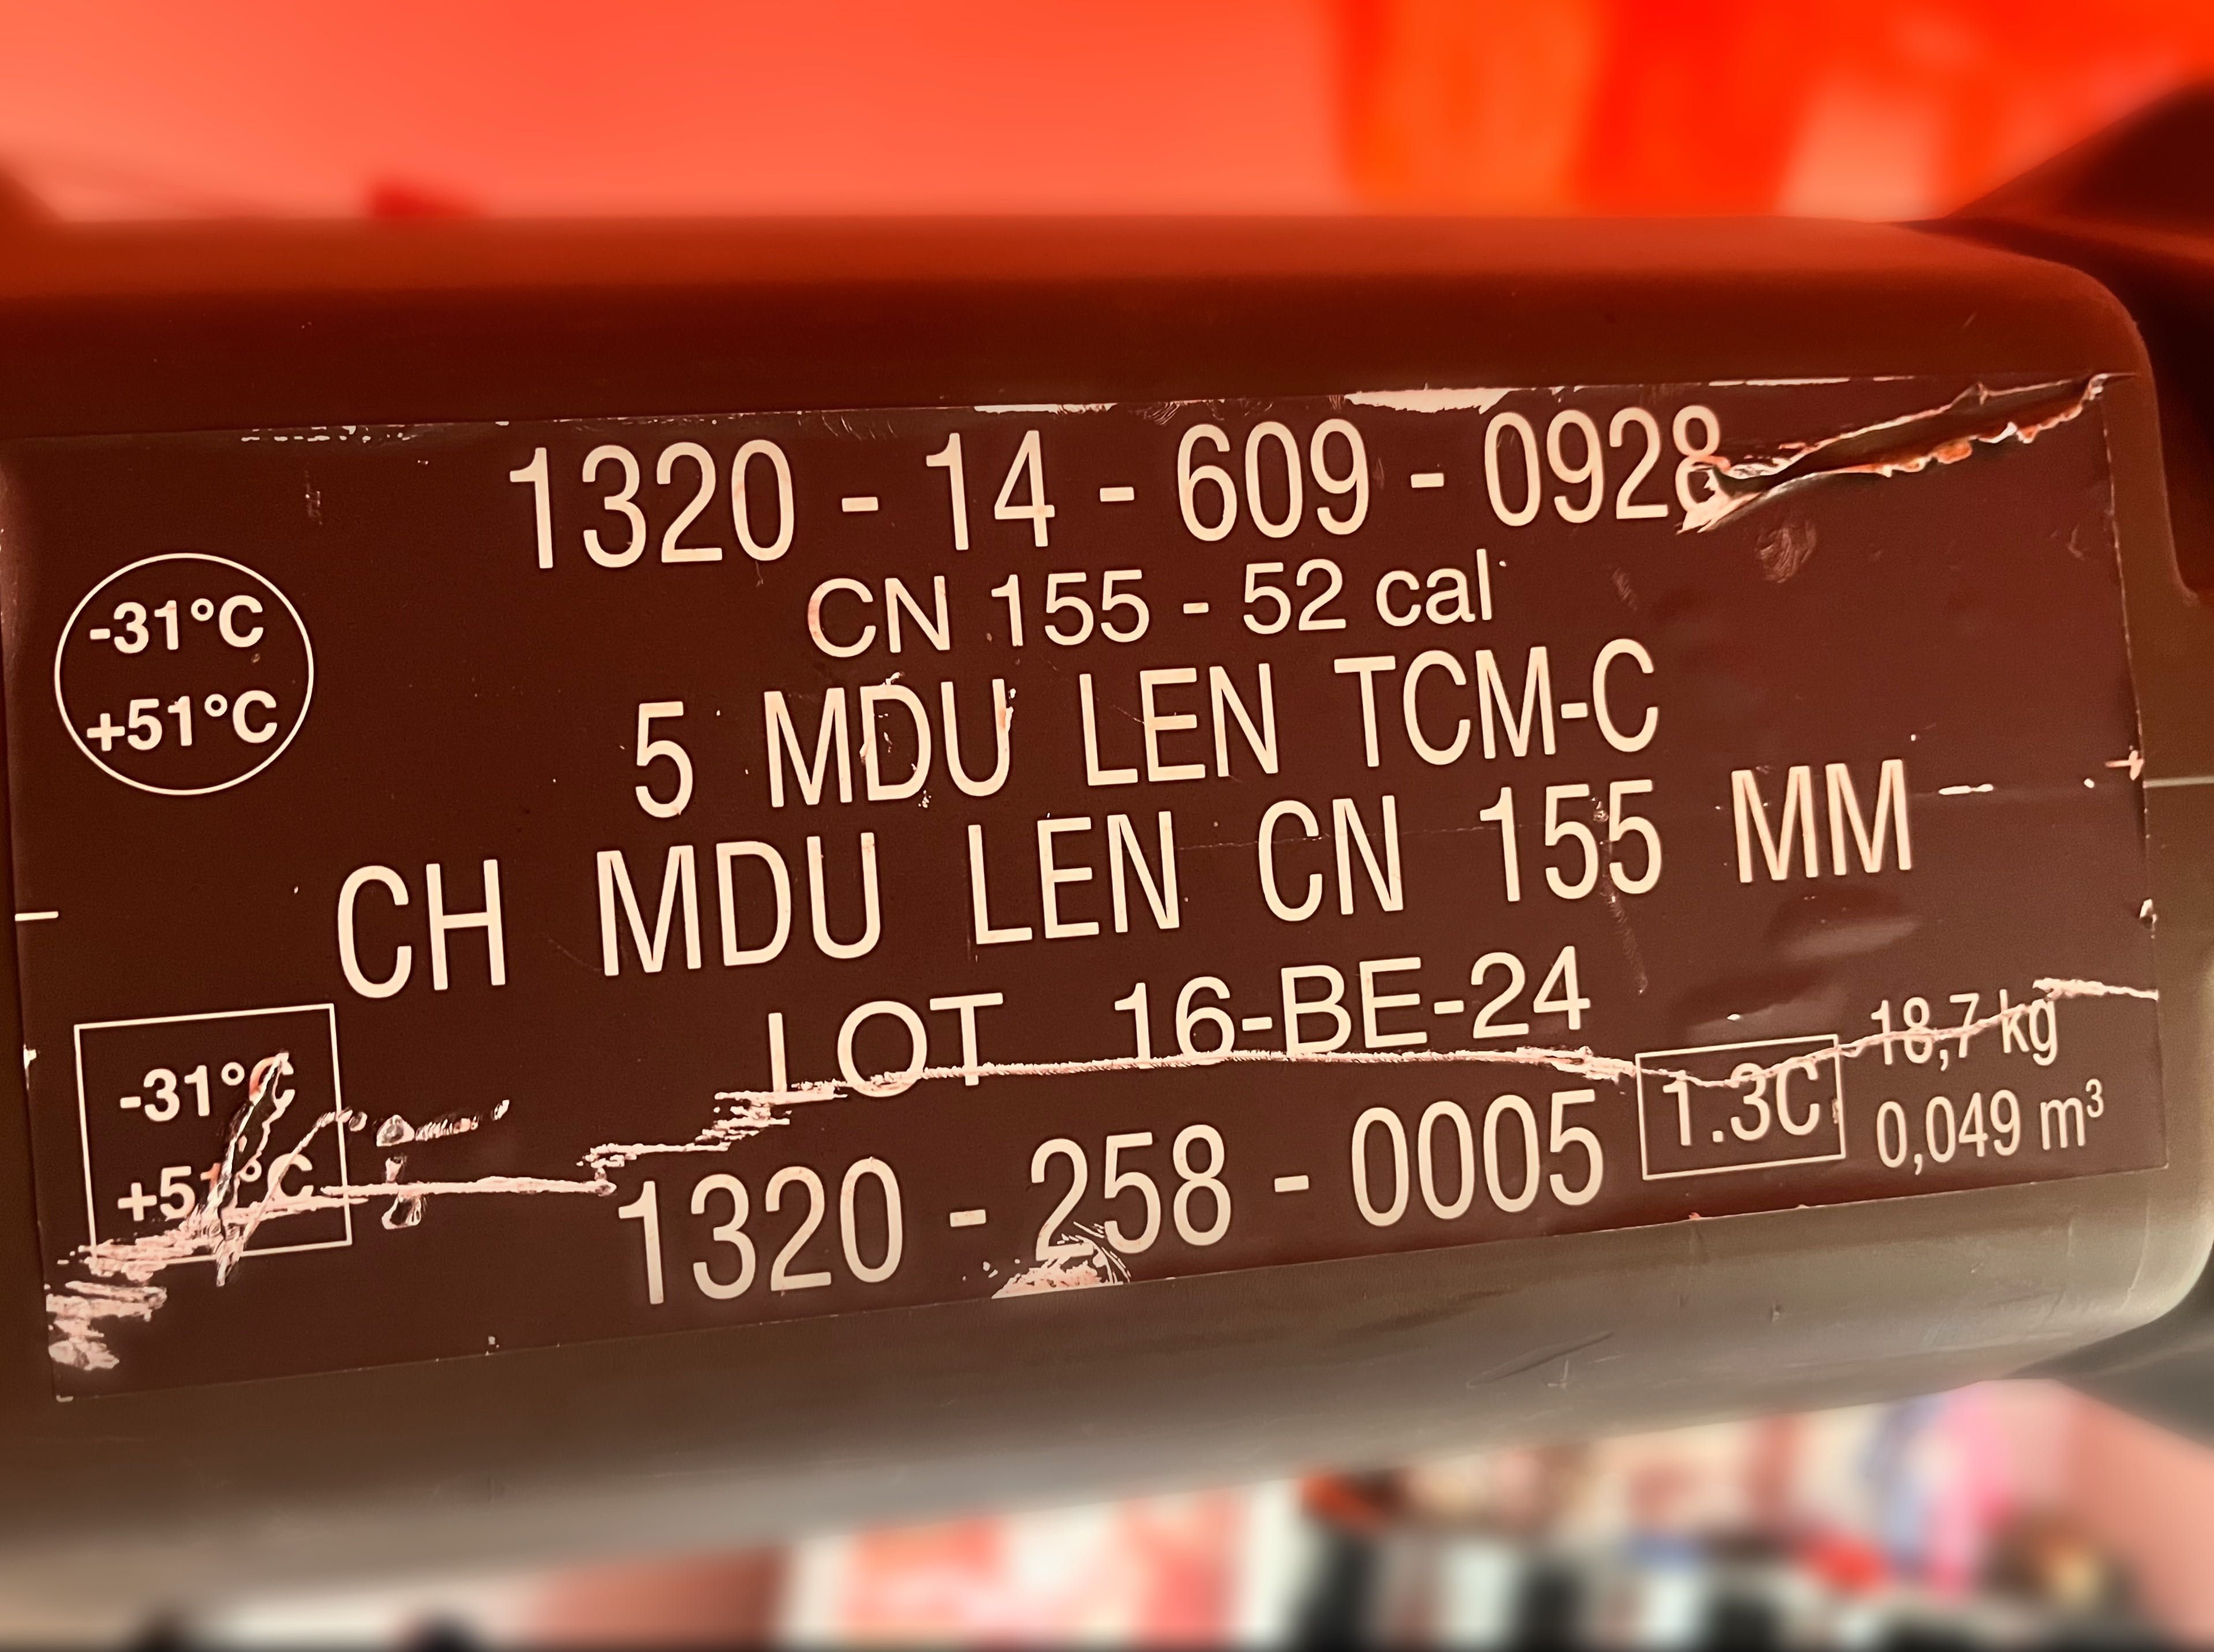 1320 - 14 - 609 - 0928
CN 155 - 52 cal
-31°C
+51°C
5 MDU LEN TCM-C
CH MDU LEN CN 155 MM
LOT 16-BE-24
-31°C
+51°C
1320 - 258 - 0005
1.3C
18,7 kg
0,049 m³